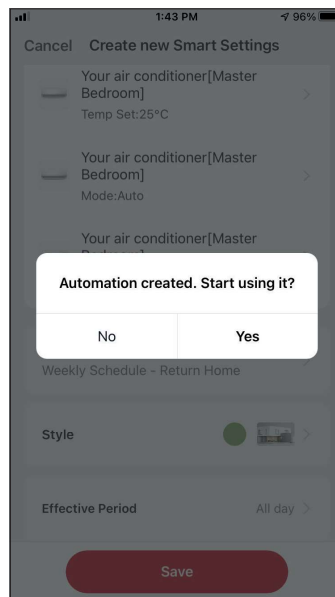 1:43 PM
96%
Cancel
Create new Smart Settings
Your air conditioner[Master
Bedroom]
Temp Set:25°C
Your air conditioner[Master
Bedroom]
Mode:Auto
Your air conditioner[Master
Automation created. Start using it?
No
Yes
Weekly Schedule - Return Home
Style
Effective Period
All day
Save